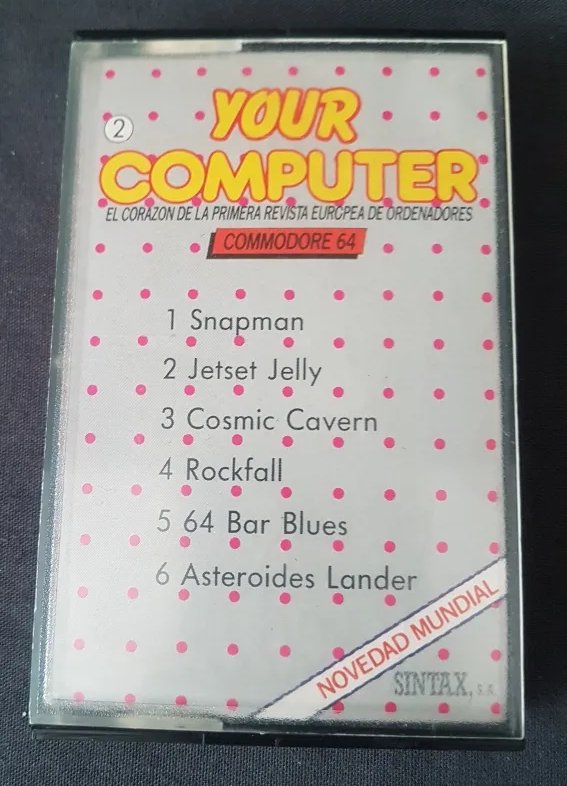 2
YOUR
COMPUTER
EL CORAZON DE LA PRIMERA REVISTA EUROPEA DE ORDENADORES
COMMODORE 64
1 Snapman
2 Jetset Jelly
3 Cosmic Cavern
4 Rockfall
5 64 Bar Blues
6 Asteroides Lander
NOVEDAD MUNDIAL
SINTAX, S.A.